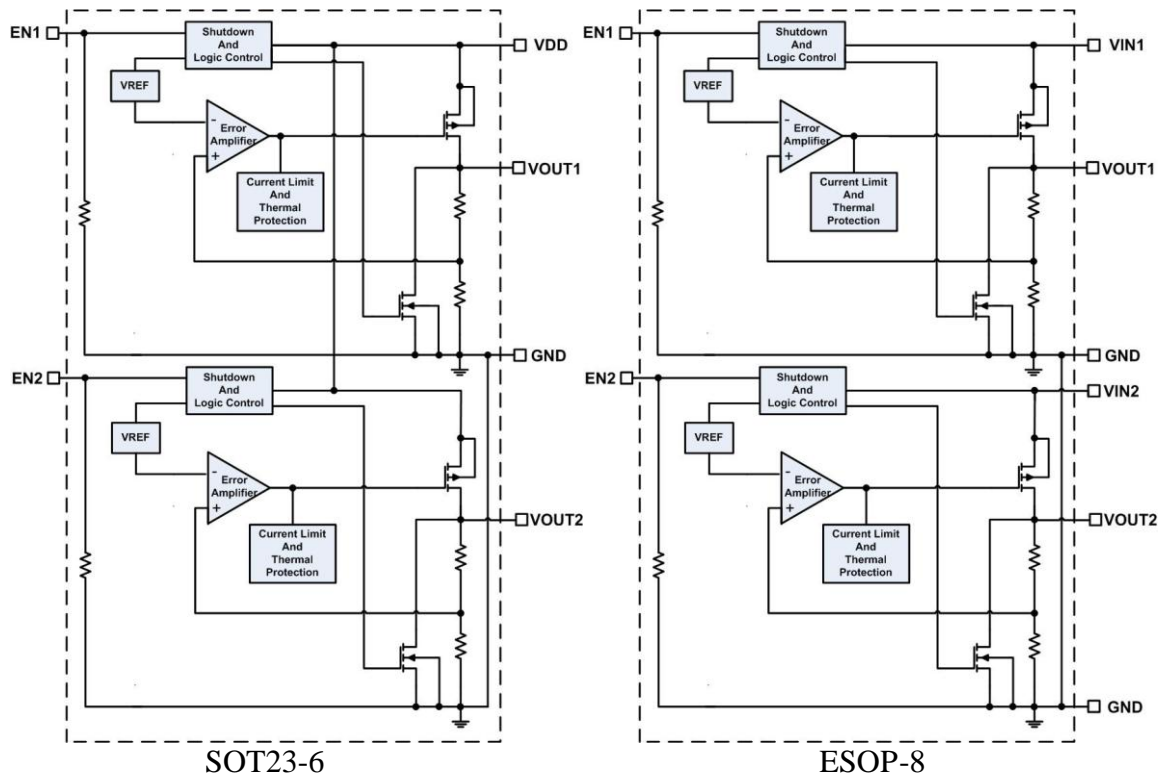 EN1
Shutdown
And
Logic Control
VDD
VREF
-
Error
Amplifier
+
Current Limit
And
Thermal
Protection
VOUT1
GND
EN2
Shutdown
And
Logic Control
VREF
-
Error
Amplifier
+
Current Limit
And
Thermal
Protection
VOUT2
SOT23-6
EN1
Shutdown
And
Logic Control
VIN1
VREF
-
Error
Amplifier
+
Current Limit
And
Thermal
Protection
VOUT1
GND
EN2
Shutdown
And
Logic Control
VIN2
VREF
-
Error
Amplifier
+
Current Limit
And
Thermal
Protection
VOUT2
GND
ESOP-8